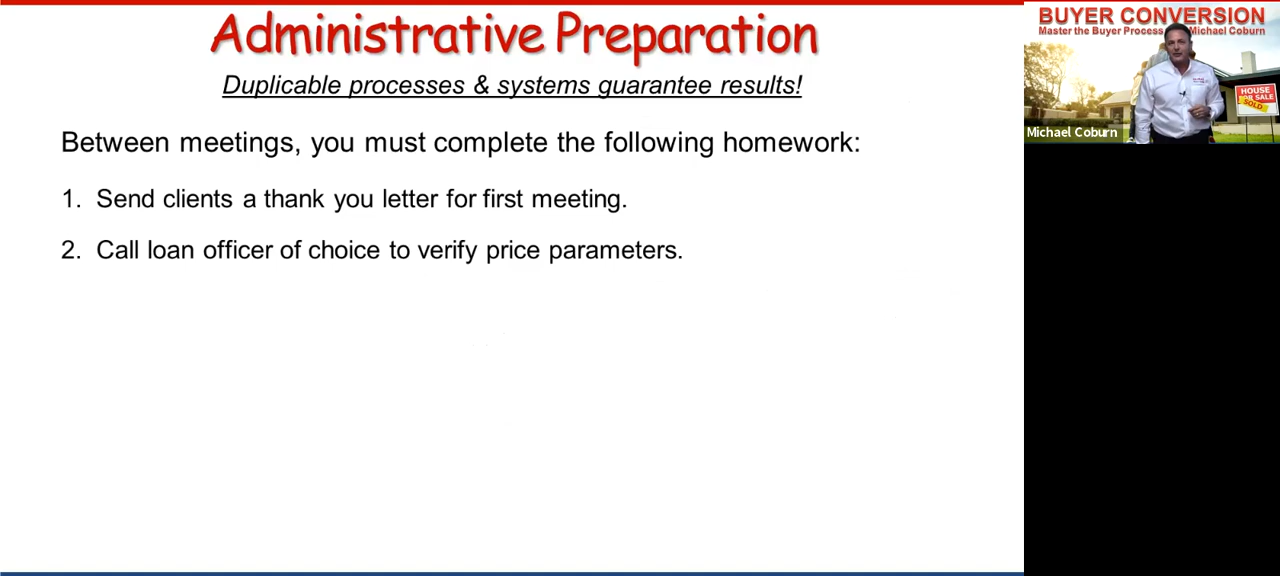 Administrative Preparation
Duplicable processes & systems guarantee results!
Between meetings, you must complete the following homework:
1. Send clients a thank you letter for first meeting.
2. Call loan officer of choice to verify price parameters.
BUYER CONVERSION
Master the Buyer Process Michael Coburn
HOUSE
FOR SALE
SOLD
Michael Coburn